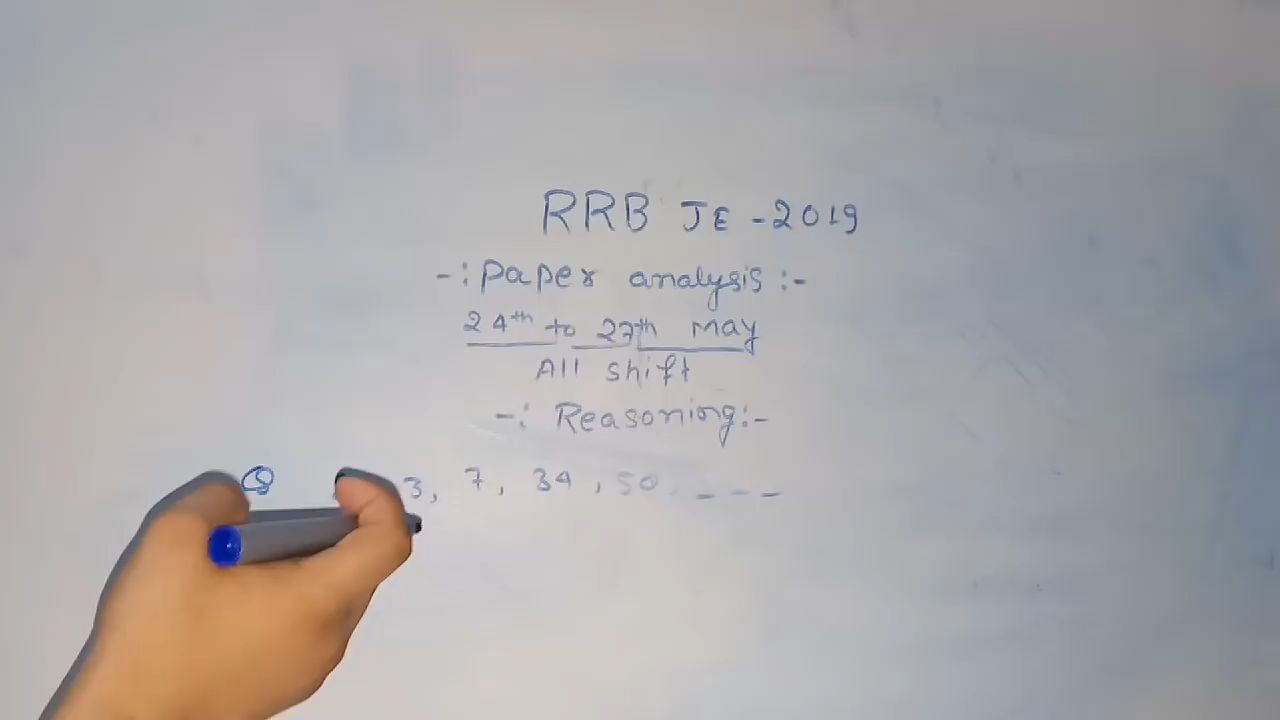 RRB JE - 2019
-: Paper analysis :-
24th to 27th May
All shift
-: Reasoning:-
Q 3, 7, 34, 50, _ _ _